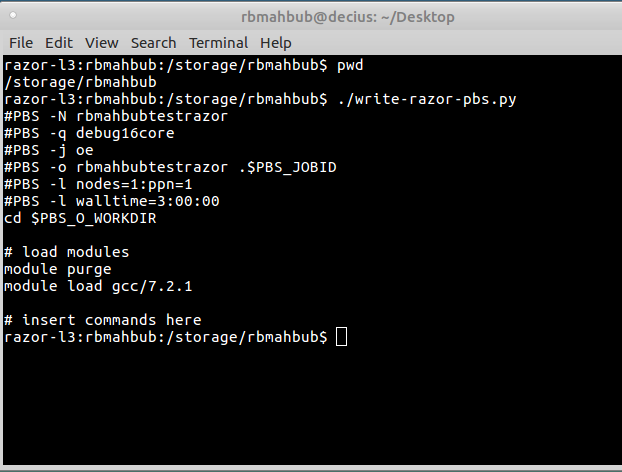 rbmahbub@decius: ~/Desktop
File Edit View Search Terminal Help
razor-l3:rbmahbub:/storage/rbmahbub$ pwd
/storage/rbmahbub
razor-l3:rbmahbub:/storage/rbmahbub$ ./write-razor-pbs.py
#PBS -N rbmahbubtestrazor
#PBS -q debug16core
#PBS -j oe
#PBS -o rbmahbubtestrazor .$PBS_JOBID
#PBS -l nodes=1:ppn=1
#PBS -l walltime=3:00:00
cd $PBS_O_WORKDIR

# load modules
module purge
module load gcc/7.2.1

# insert commands here
razor-l3:rbmahbub:/storage/rbmahbub$